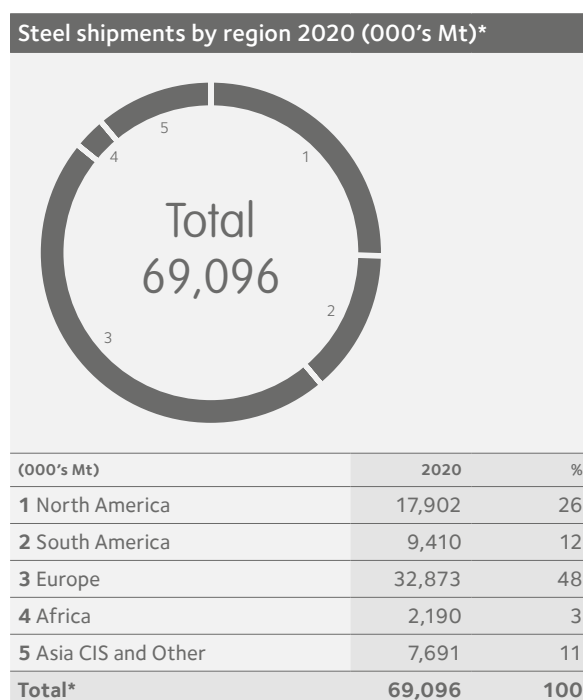 Steel shipments by region 2020 (000's Mt)*
5
1
4
Total
69,096
2
3
(000's Mt) 2020 %
1 North America 17,902 26
2 South America 9,410 12
3 Europe 32,873 48
4 Africa 2,190 3
5 Asia CIS and Other 7,691 11
Total* 69,096 100